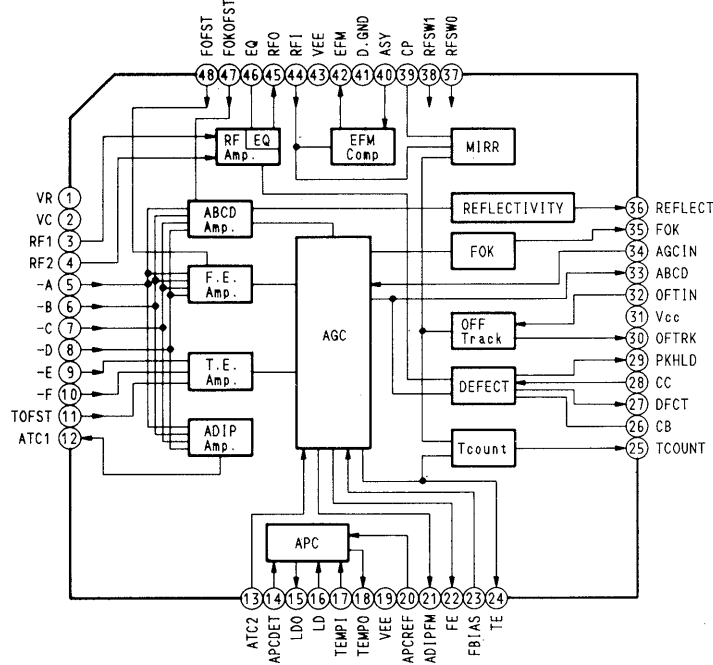 FOFST
FOKOFST
EQ
RFO
RFI
VEE
EFM
D.GND
ASY
CP
RFSW1
RFSW0
48
47
46
45
44
43
42
41
40
39
38
37
RF
Amp.
EQ
EFM
Comp
MIRR
VR 1
VC 2
RF1 3
RF2 4
-A 5
-B 6
-C 7
-D 8
-E 9
-F 10
TOFST 11
ATC1 12
ABCD
Amp.
F.E.
Amp.
T.E.
Amp.
ADIP
Amp.
AGC
REFLECTIVITY
FOK
OFF
Track
DEFECT
Tcount
36 REFLECT
35 FOK
34 AGCIN
33 ABCD
32 OFTIN
31 Vcc
30 OFTRK
29 PKHLD
28 CC
27 DFCT
26 CB
25 TCOUNT
APC
13
14
15
16
17
18
19
20
21
22
23
24
ATC2
APCDET
LDO
LD
TEMPI
TEMPO
VEE
APCREF
ADIPFM
FE
FBIAS
TE